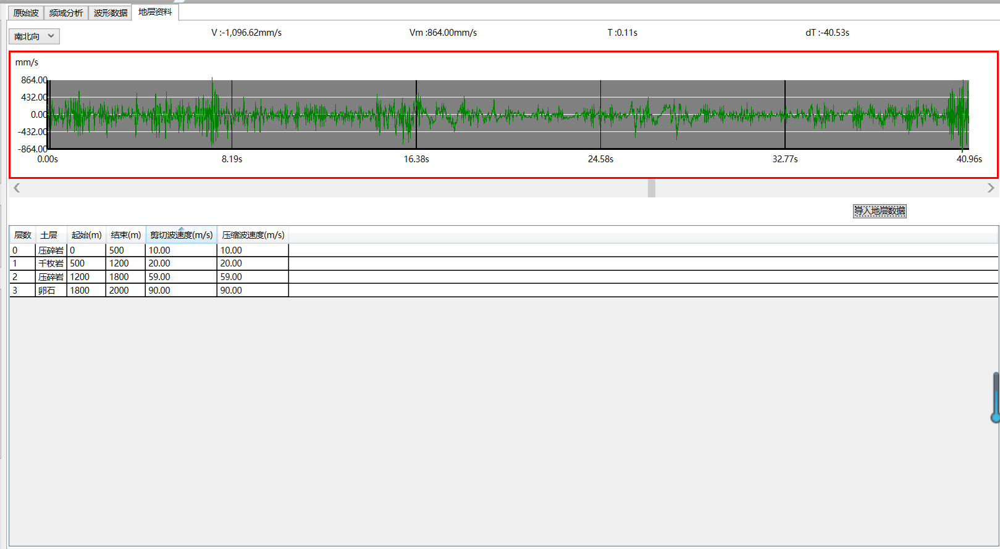 原始波 频域分析 波形数据 地层资料
南北向 V :-1,096.62mm/s Vm :864.00mm/s T :0.11s dT :-40.53s
mm/s
864.00
432.00
0.00
-432.00
-864.00
0.00s 8.19s 16.38s 24.58s 32.77s 40.96s
导入地层数据
层数 土层 起始(m) 结束(m) 剪切波速度(m/s) 压缩波速度(m/s)
0 压碎岩 0 500 10.00 10.00
1 千枚岩 500 1200 20.00 20.00
2 压碎岩 1200 1800 59.00 59.00
3 卵石 1800 2000 90.00 90.00